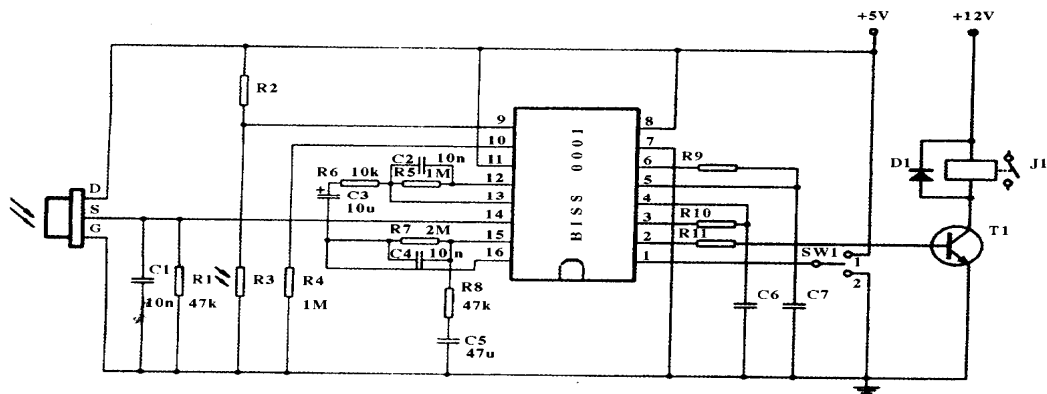 +5V
+12V
R2
9
8
10
7
11
6
R9
12
5
13
4
14
3
R10
15
2
R11
16
1
BISS 0001
C2
10n
R6
10k
R5
1M
C3
10u
D
S
G
R7
2M
C4
10n
D1
J1
T1
SW1
1
2
C1
10n
R1
47k
R3
R4
1M
R8
47k
C5
47u
C6
C7